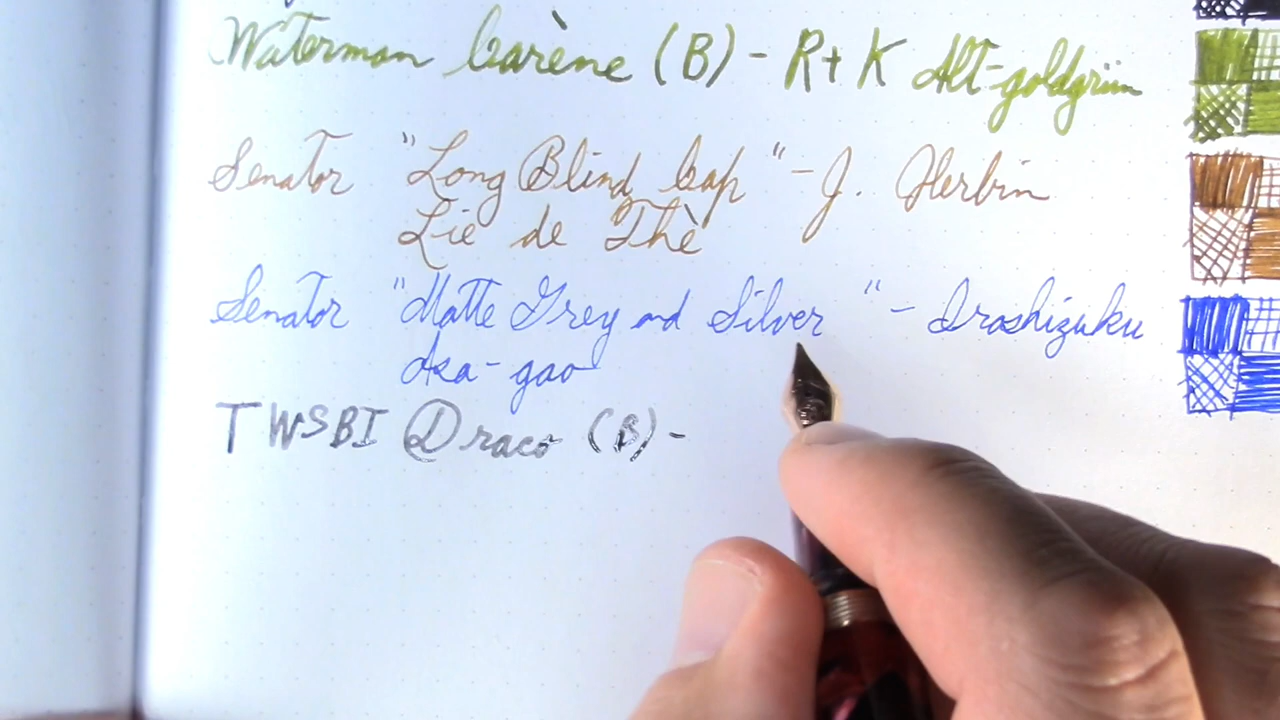 Waterman Carène (B) - R+K Alt-goldgrün
Senator "Long Blind Cap" - J. Herbin
Lie de Thè
Senator "Matte Grey and Silver" - Iroshizuku
Asa-gao
TWSBI Draco (B) -